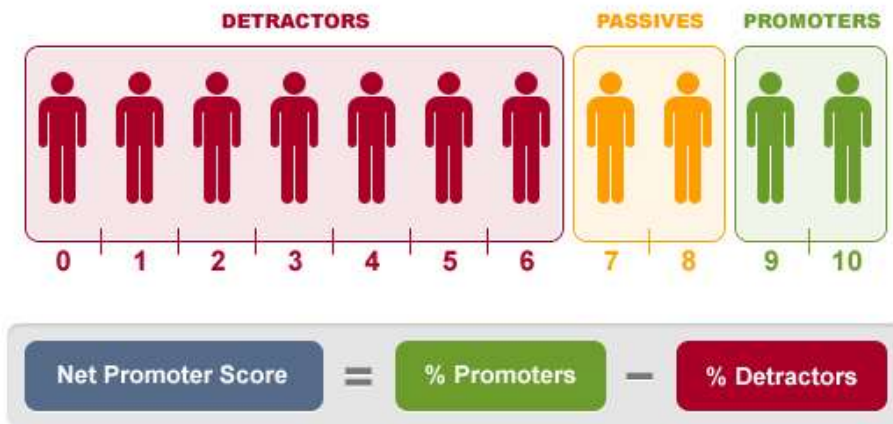 DETRACTORS PASSIVES PROMOTERS
0 1 2 3 4 5 6 7 8 9 10
Net Promoter Score = % Promoters − % Detractors